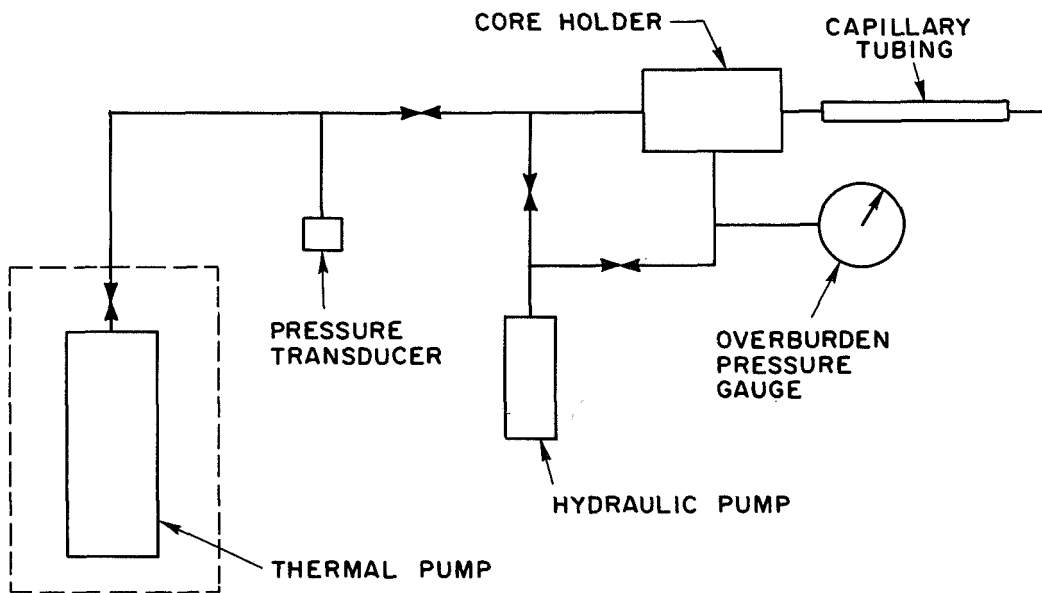 CORE HOLDER
CAPILLARY
TUBING
PRESSURE
TRANSDUCER
OVERBURDEN
PRESSURE
GAUGE
HYDRAULIC PUMP
THERMAL PUMP